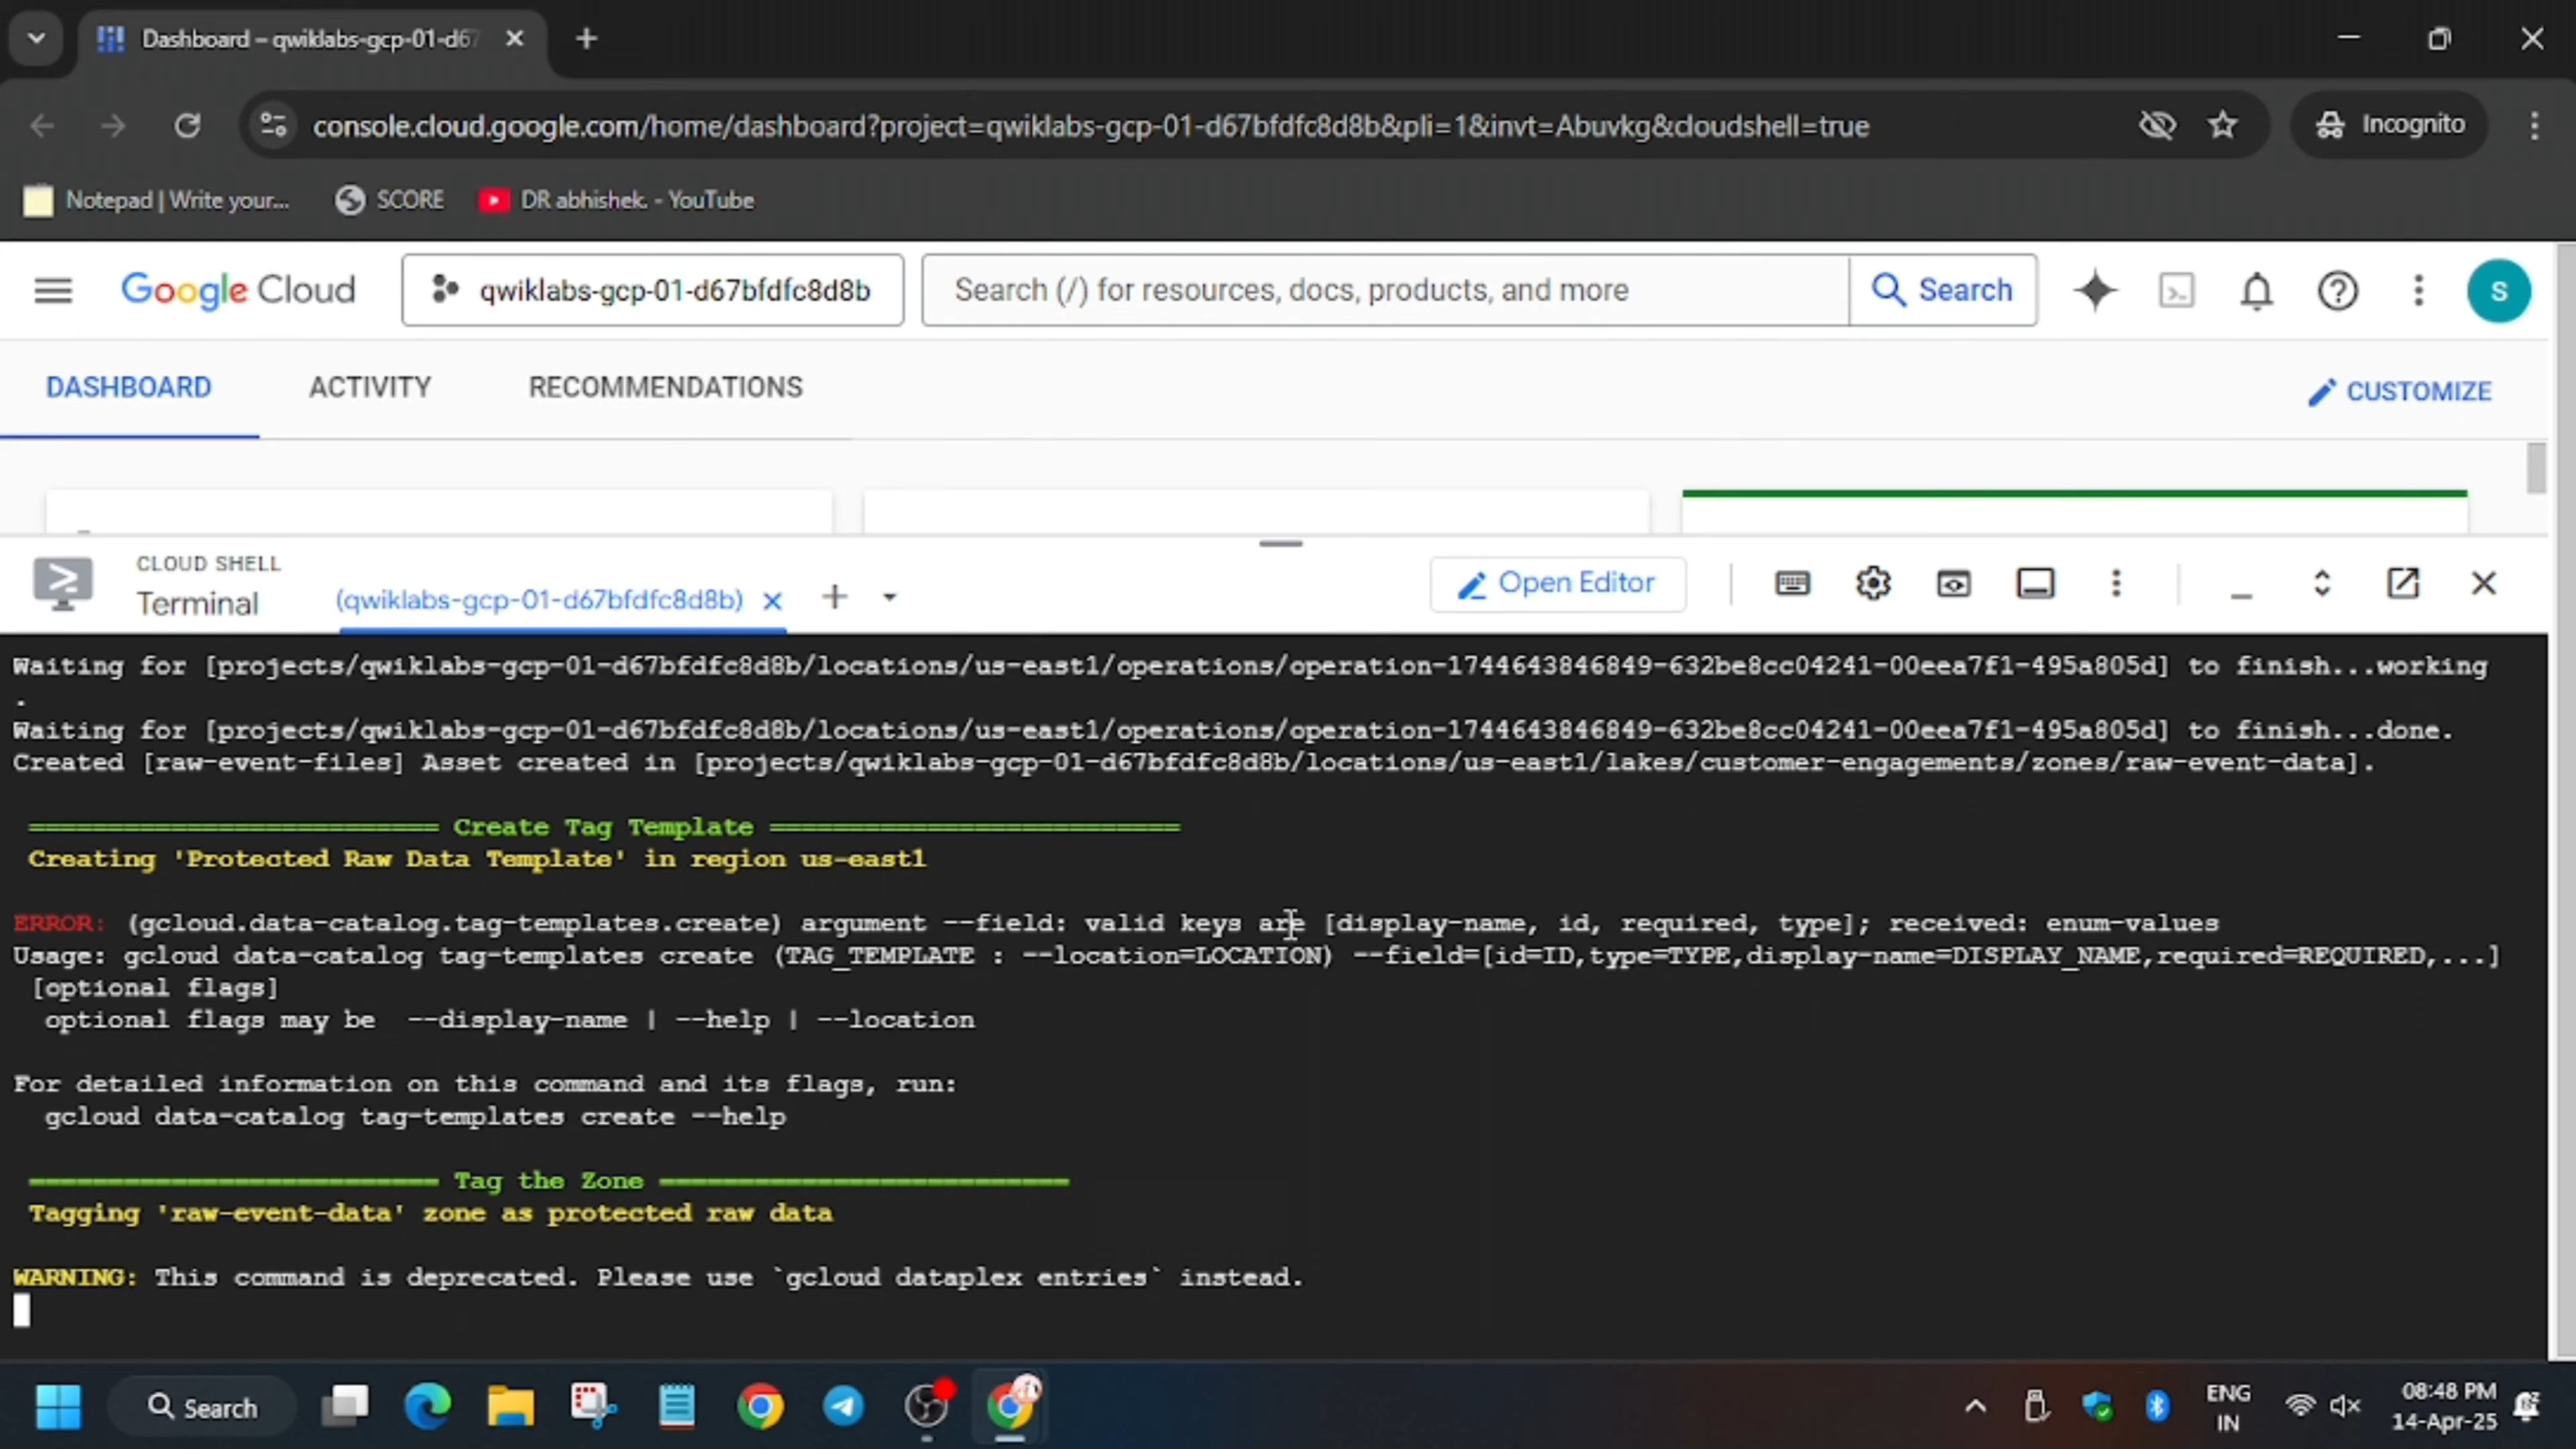 Dashboard – qwiklabs-gcp-01-d67
console.cloud.google.com/home/dashboard?project=qwiklabs-gcp-01-d67bfdfc8d8b&pli=1&invt=Abuvkg&cloudshell=true
Incognito
Notepad | Write your...
SCORE
DR abhishek. - YouTube
Google Cloud
qwiklabs-gcp-01-d67bfdfc8d8b
Search (/) for resources, docs, products, and more
Search
S
DASHBOARD
ACTIVITY
RECOMMENDATIONS
CUSTOMIZE
CLOUD SHELL
Terminal
(qwiklabs-gcp-01-d67bfdfc8d8b)
Open Editor
Waiting for [projects/qwiklabs-gcp-01-d67bfdfc8d8b/locations/us-east1/operations/operation-1744643846849-632be8cc04241-00eea7f1-495a805d] to finish...working
.
Waiting for [projects/qwiklabs-gcp-01-d67bfdfc8d8b/locations/us-east1/operations/operation-1744643846849-632be8cc04241-00eea7f1-495a805d] to finish...done.
Created [raw-event-files] Asset created in [projects/qwiklabs-gcp-01-d67bfdfc8d8b/locations/us-east1/lakes/customer-engagements/zones/raw-event-data].
══════════════════════════ Create Tag Template ══════════════════════════
Creating 'Protected Raw Data Template' in region us-east1
ERROR: (gcloud.data-catalog.tag-templates.create) argument --field: valid keys are [display-name, id, required, type]; received: enum-values
Usage: gcloud data-catalog tag-templates create (TAG_TEMPLATE : --location=LOCATION) --field=[id=ID,type=TYPE,display-name=DISPLAY_NAME,required=REQUIRED,...]
[optional flags]
optional flags may be  --display-name | --help | --location
For detailed information on this command and its flags, run:
gcloud data-catalog tag-templates create --help
══════════════════════════ Tag the Zone ══════════════════════════
Tagging 'raw-event-data' zone as protected raw data
WARNING: This command is deprecated. Please use `gcloud dataplex entries` instead.
Search
ENG
IN
08:48 PM
14-Apr-25